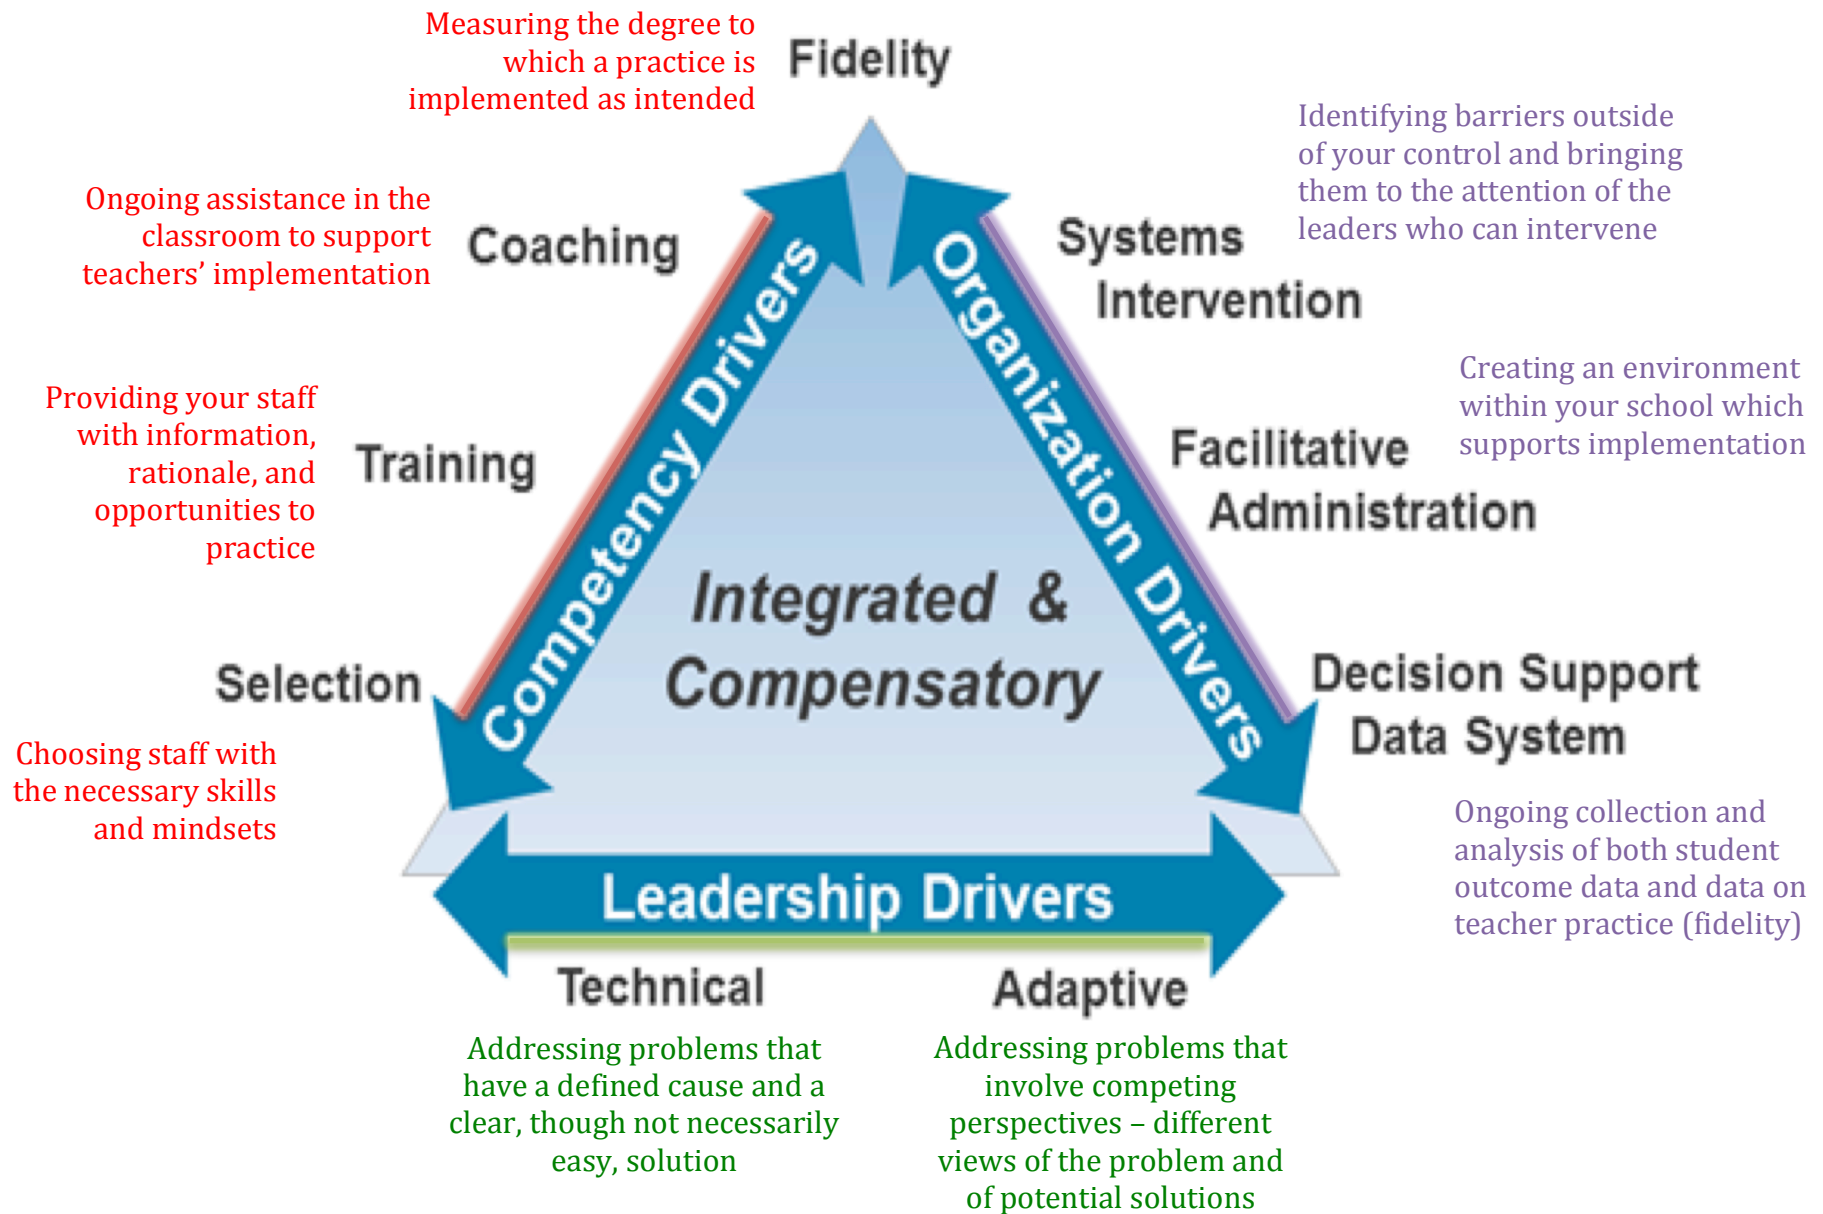 Measuring the degree to
which a practice is
implemented as intended
Fidelity
Identifying barriers outside
of your control and bringing
them to the attention of the
leaders who can intervene
Ongoing assistance in the
classroom to support
teachers’ implementation
Coaching
Systems
Intervention
Providing your staff
with information,
rationale, and
opportunities to
practice
Training
Creating an environment
within your school which
supports implementation
Facilitative
Administration
Competency Drivers
Organization Drivers
Integrated &
Compensatory
Selection
Choosing staff with
the necessary skills
and mindsets
Decision Support
Data System
Ongoing collection and
analysis of both student
outcome data and data on
teacher practice (fidelity)
Leadership Drivers
Technical
Addressing problems that
have a defined cause and a
clear, though not necessarily
easy, solution
Adaptive
Addressing problems that
involve competing
perspectives – different
views of the problem and
of potential solutions